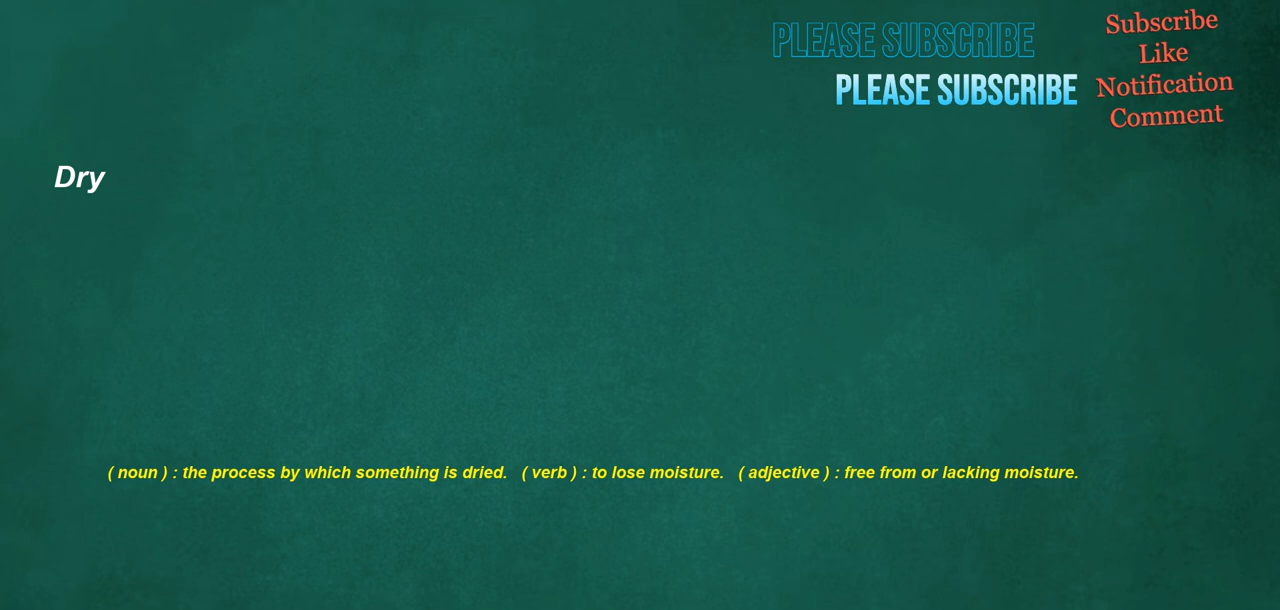 PLEASE SUBSCRIBE
PLEASE SUBSCRIBE
Subscribe
Like
Notification
Comment
Dry
( noun ) : the process by which something is dried.   ( verb ) : to lose moisture.   ( adjective ) : free from or lacking moisture.